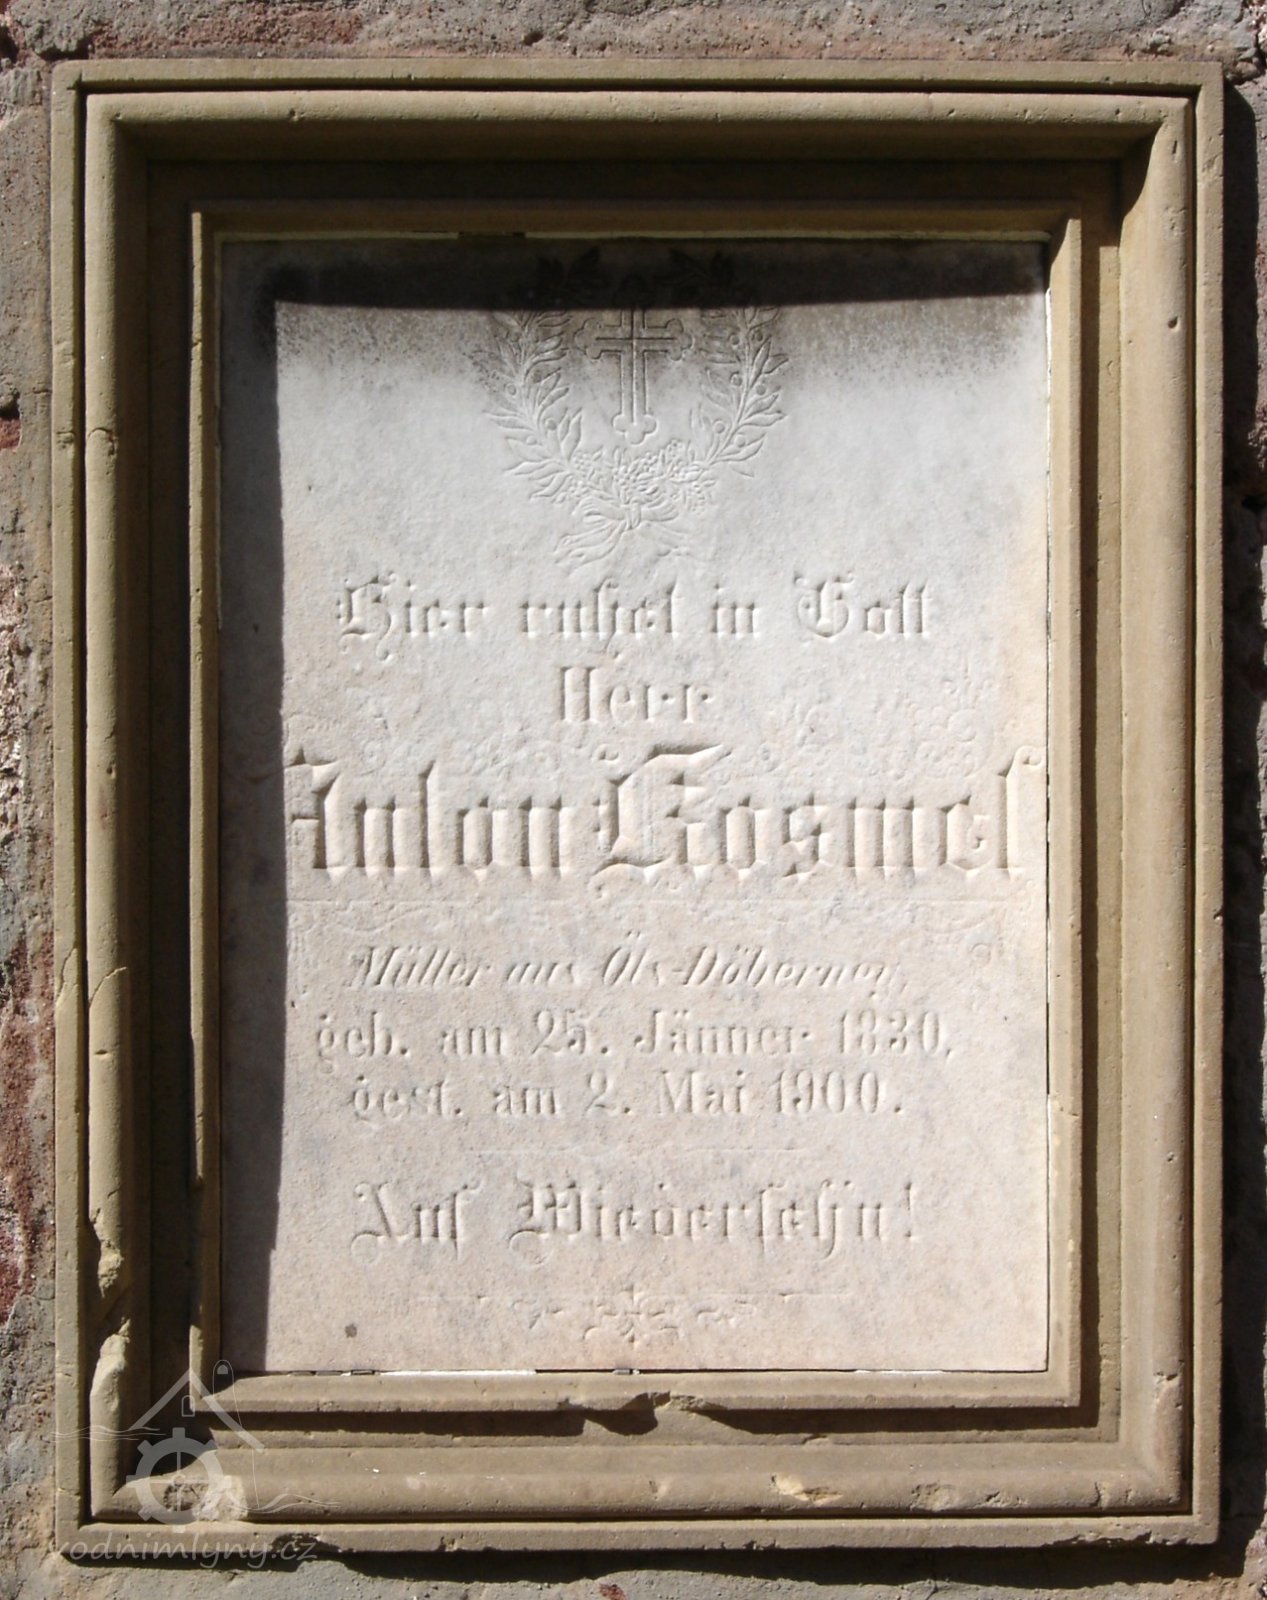 Hier ruhet in Gott
Herr
Anton Kosmel
Müller aus Öls-Döberney,
geb. am 25. Jänner 1830,
gest. am 2. Mai 1900.
Auf Wiedersehn!
vodnimlyny.cz